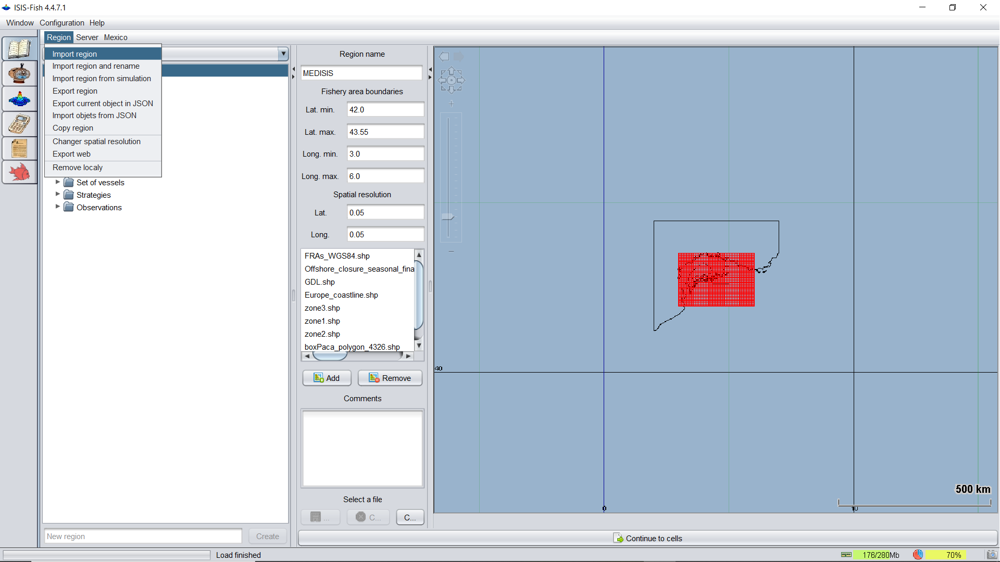 ISIS-Fish 4.4.7.1
Window Configuration Help
Region Server Mexico
Import region
Import region and rename
Import region from simulation
Export region
Export current object in JSON
Import objets from JSON
Copy region
Changer spatial resolution
Export web
Remove localy
Set of vessels
Strategies
Observations
New region
Create
Region name
MEDISIS
Fishery area boundaries
Lat. min. 42.0
Lat. max. 43.55
Long. min. 3.0
Long. max. 6.0
Spatial resolution
Lat. 0.05
Long. 0.05
FRAs_WGS84.shp
Offshore_closure_seasonal_fina
GDL.shp
Europe_coastline.shp
zone3.shp
zone1.shp
zone2.shp
boxPaca_polygon_4326.shp
Add Remove
Comments
Select a file
... C... C...
40
500 km
0 10
Continue to cells
Load finished
176/280Mb 70%